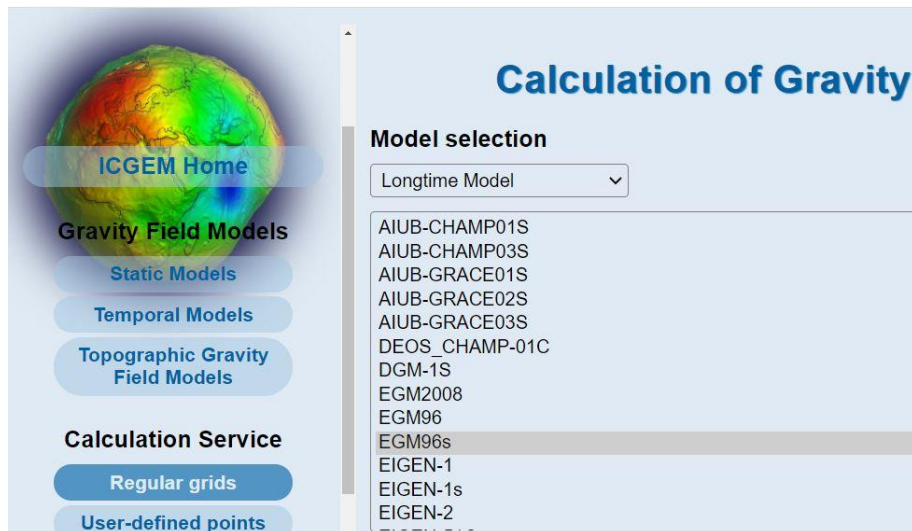 ICGEM Home
Gravity Field Models
Static Models
Temporal Models
Topographic Gravity
Field Models
Calculation Service
Regular grids
User-defined points
Calculation of Gravity
Model selection
Longtime Model
AIUB-CHAMP01S
AIUB-CHAMP03S
AIUB-GRACE01S
AIUB-GRACE02S
AIUB-GRACE03S
DEOS_CHAMP-01C
DGM-1S
EGM2008
EGM96
EGM96s
EIGEN-1
EIGEN-1s
EIGEN-2